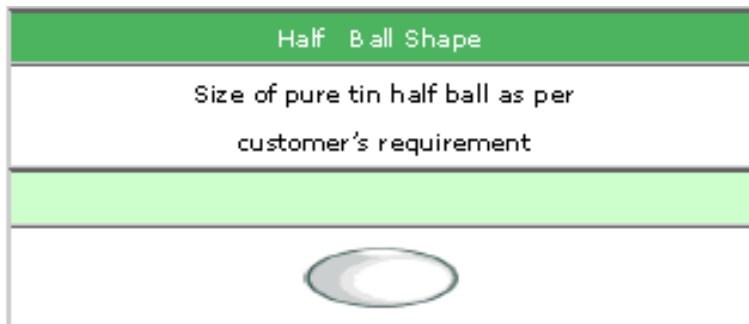 Half Ball Shape
Size of pure tin half ball as per
customer's requirement